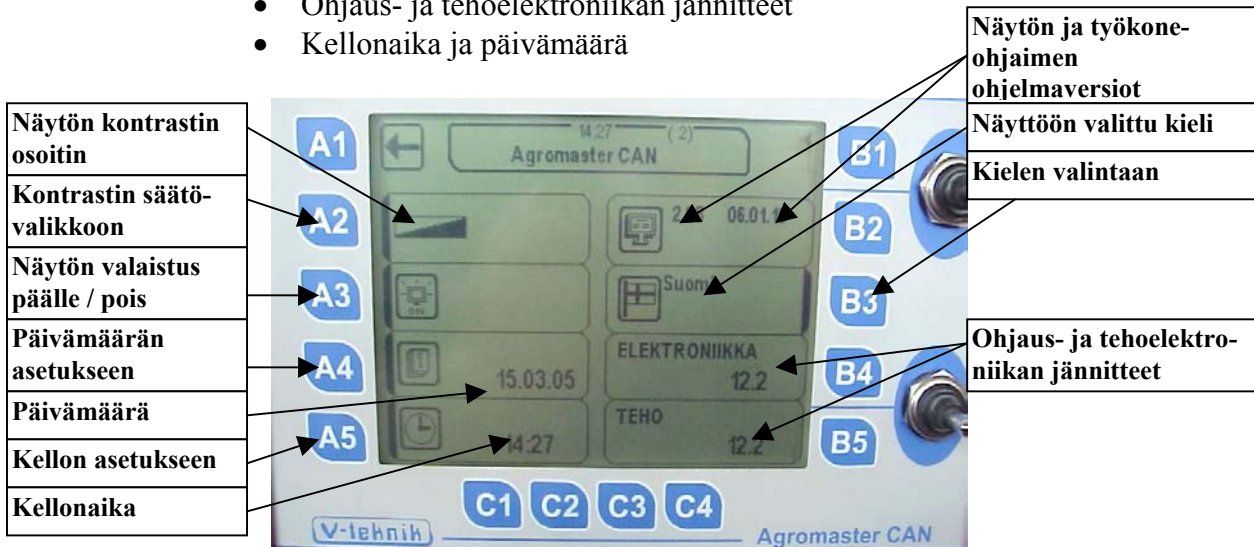 • Ohjaus- ja tehoelektroniikan jännitteet
• Kellonaika ja päivämäärä
Näytön kontrastin
osoitin
Kontrastin säätö-
valikkoon
Näytön valaistus
päälle / pois
Päivämäärän
asetukseen
Päivämäärä
Kellon asetukseen
Kellonaika
A1
A2
A3
A4
A5
14:27 (2)
Agromaster CAN
06.01.1
ON
Suomi
ELEKTRONIIKKA
15.03.05
12.2
TEHO
14:27
12.2
B1
B2
B3
B4
B5
C1 C2 C3 C4
V-teknik
Agromaster CAN
Näytön ja työkone-
ohjaimen
ohjelmaversiot
Näyttöön valittu kieli
Kielen valintaan
Ohjaus- ja tehoelektro-
niikan jännitteet